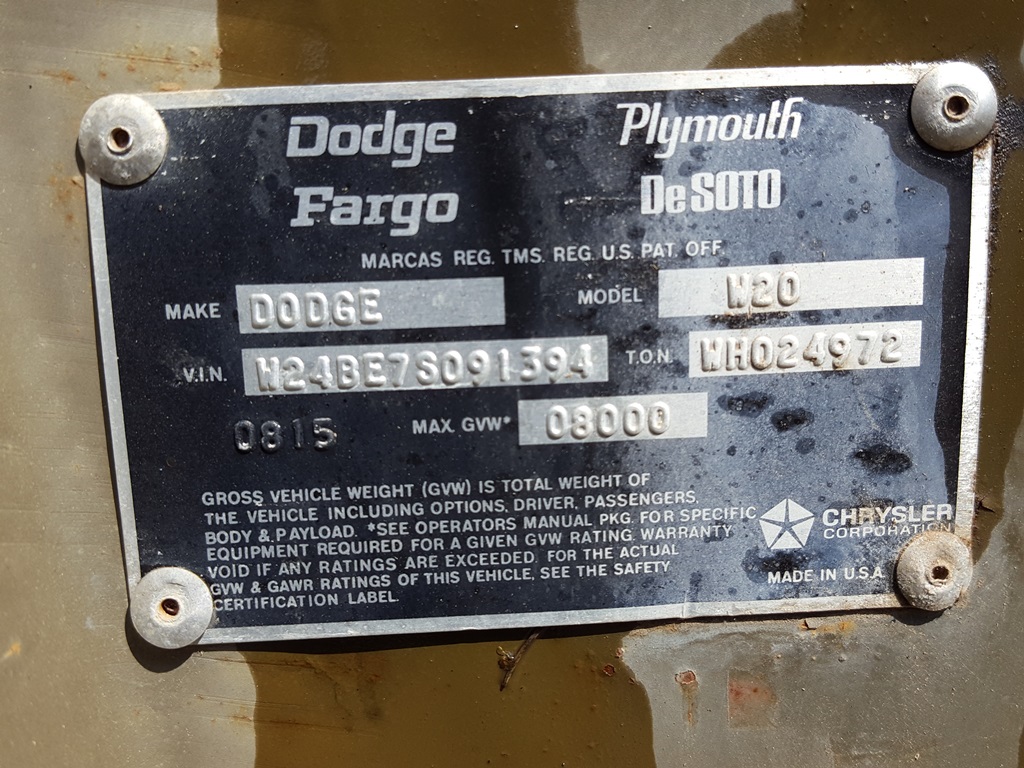 Dodge Plymouth
Fargo DeSOTO
MARCAS REG. TMS. REG. U.S. PAT. OFF.
MAKE DODGE MODEL W20
V.I.N. W24BE7S091394 T.O.N. WH024972
0815 MAX. GVW* 08000
GROSS VEHICLE WEIGHT (GVW) IS TOTAL WEIGHT OF
THE VEHICLE INCLUDING OPTIONS, DRIVER, PASSENGERS,
BODY & PAYLOAD. *SEE OPERATORS MANUAL PKG. FOR SPECIFIC
EQUIPMENT REQUIRED FOR A GIVEN GVW RATING. WARRANTY
VOID IF ANY RATINGS ARE EXCEEDED. FOR THE ACTUAL
GVW & GAWR RATINGS OF THIS VEHICLE, SEE THE SAFETY
CERTIFICATION LABEL.
CHRYSLER
CORPORATION
MADE IN U.S.A.